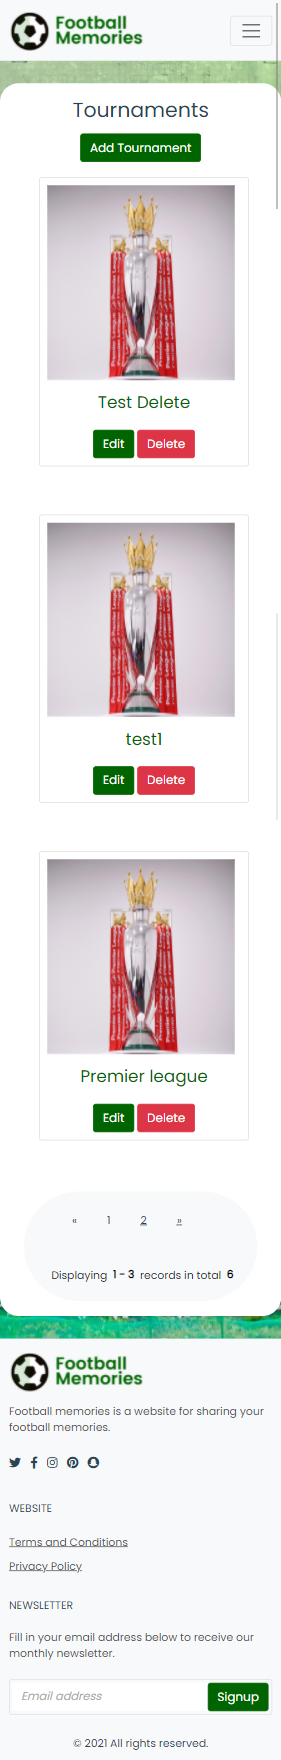 Football
Memories
Tournaments
Add Tournament
Test Delete
Edit Delete
test1
Edit Delete
Premier league
Edit Delete
« 1 2 »
Displaying 1 - 3 records in total 6
Football
Memories
Football memories is a website for sharing your
football memories.
WEBSITE
Terms and Conditions
Privacy Policy
NEWSLETTER
Fill in your email address below to receive our
monthly newsletter.
Email address Signup
© 2021 All rights reserved.